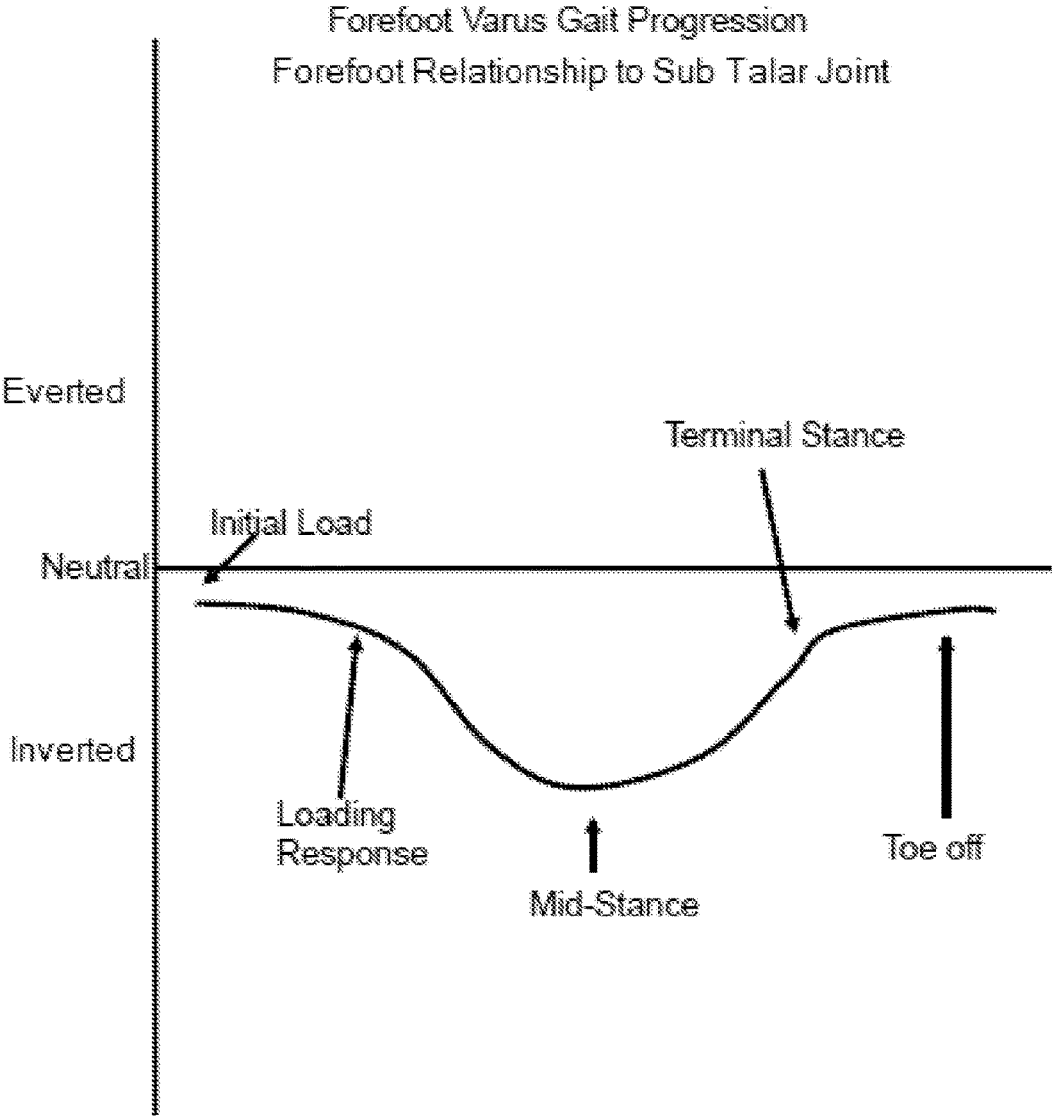 Forefoot Varus Gait Progression
Forefoot Relationship to Sub Talar Joint
Everted
Terminal Stance
Initial Load
Neutral
Inverted
Loading
Response
Toe off
Mid-Stance